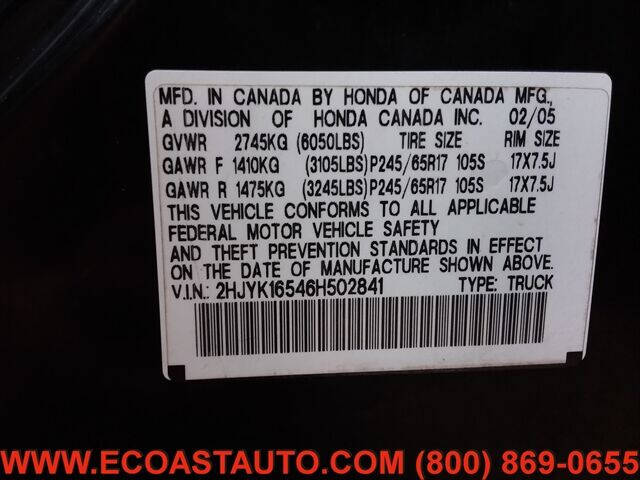 MFD. IN CANADA BY HONDA OF CANADA MFG.,
A DIVISION OF HONDA CANADA INC. 02/05
GVWR 2745KG (6050LBS) TIRE SIZE RIM SIZE
GAWR F 1410KG (3105LBS)P245/65R17 105S 17X7.5J
GAWR R 1475KG (3245LBS)P245/65R17 105S 17X7.5J
THIS VEHICLE CONFORMS TO ALL APPLICABLE
FEDERAL MOTOR VEHICLE SAFETY
AND THEFT PREVENTION STANDARDS IN EFFECT
ON THE DATE OF MANUFACTURE SHOWN ABOVE.
V.I.N.: 2HJYK16546H502841 TYPE: TRUCK
WWW.ECOASTAUTO.COM (800) 869-0655